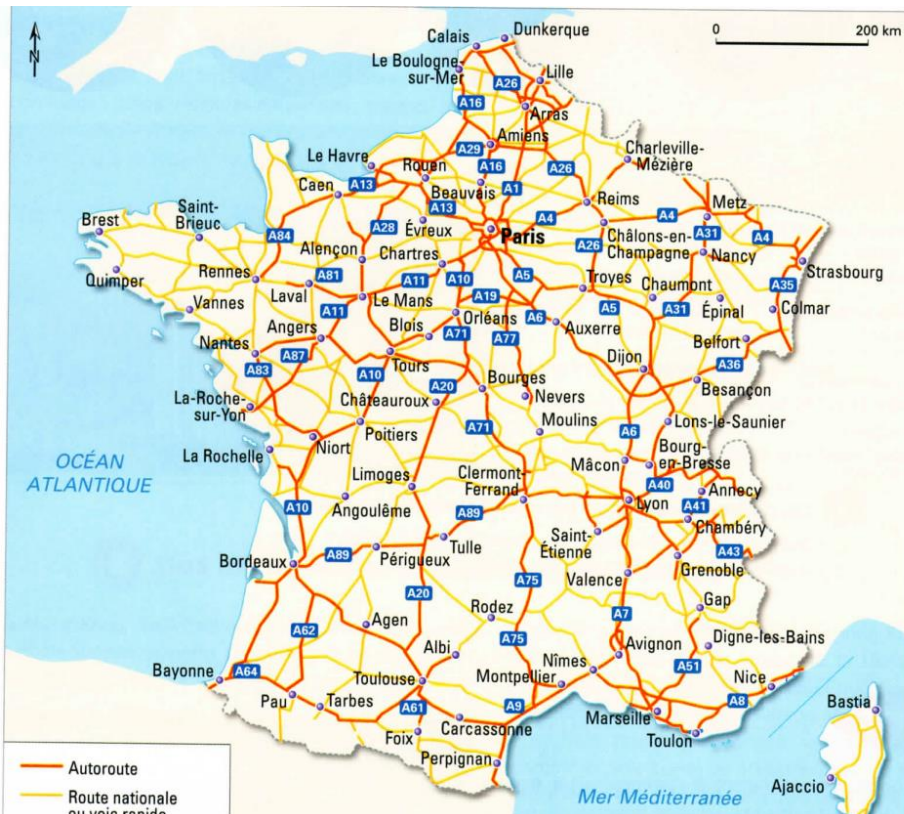 N
0 200 km
Dunkerque
Calais
Le Boulogne-
sur-Mer
Lille
A26
A16
Arras
Amiens
A29
A16
A26
Charleville-
Mézière
Le Havre
Rouen
Beauvais
A1
Caen
A13
A13
Reims
Metz
A4
A4
A31
A4
Brest
Saint-
Brieuc
A84
A28
Évreux
Paris
Châlons-en-
Champagne
A26
Nancy
Strasbourg
Alençon
Chartres
Quimper
Rennes
A81
Laval
A11
A10
A5
Troyes
Chaumont
A35
Vannes
Le Mans
A19
A11
Orléans
A6
A5
A31
Épinal
Colmar
Angers
Blois
A71
A77
Auxerre
Belfort
Nantes
A87
A83
Tours
Dijon
A36
A10
A20
Bourges
Besançon
La-Roche-
sur-Yon
Châteauroux
Nevers
Poitiers
A71
Moulins
A6
Lons-le-Saunier
Niort
Bourg-
en-Bresse
La Rochelle
Mâcon
Limoges
Clermont-
Ferrand
A40
Annecy
OCÉAN
ATLANTIQUE
A10
Angoulême
A89
Lyon
A41
Chambéry
Tulle
Saint-
Étienne
A43
Bordeaux
A89
Périgueux
Grenoble
A75
Valence
A20
A7
Gap
Agen
Rodez
A62
A75
Digne-les-Bains
Albi
Avignon
A51
Bayonne
A64
Toulouse
Nîmes
Montpellier
Nice
Pau
Tarbes
A61
A9
A8
Carcassonne
Marseille
Bastia
Foix
Toulon
Perpignan
Autoroute
Ajaccio
Mer Méditerranée
Route nationale
ou voie rapide